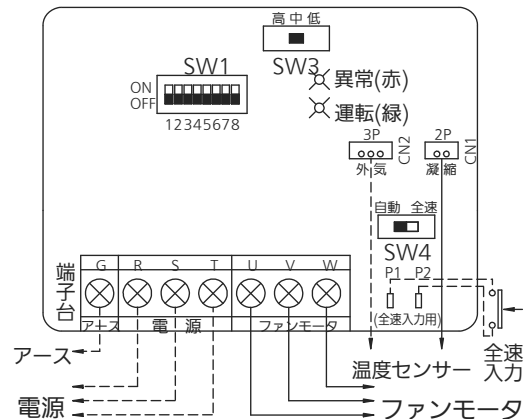 高 中 低
SW3
SW1
ON
OFF
12345678
異常(赤)
運転(緑)
3P
CN2
外気
2P
CN1
凝縮
自動 全速
SW4
P1 P2
(全速入力用)
端子台
G R S T U V W
アース 電源 ファンモータ
アース
電源
温度センサー
全速
入力
ファンモータ